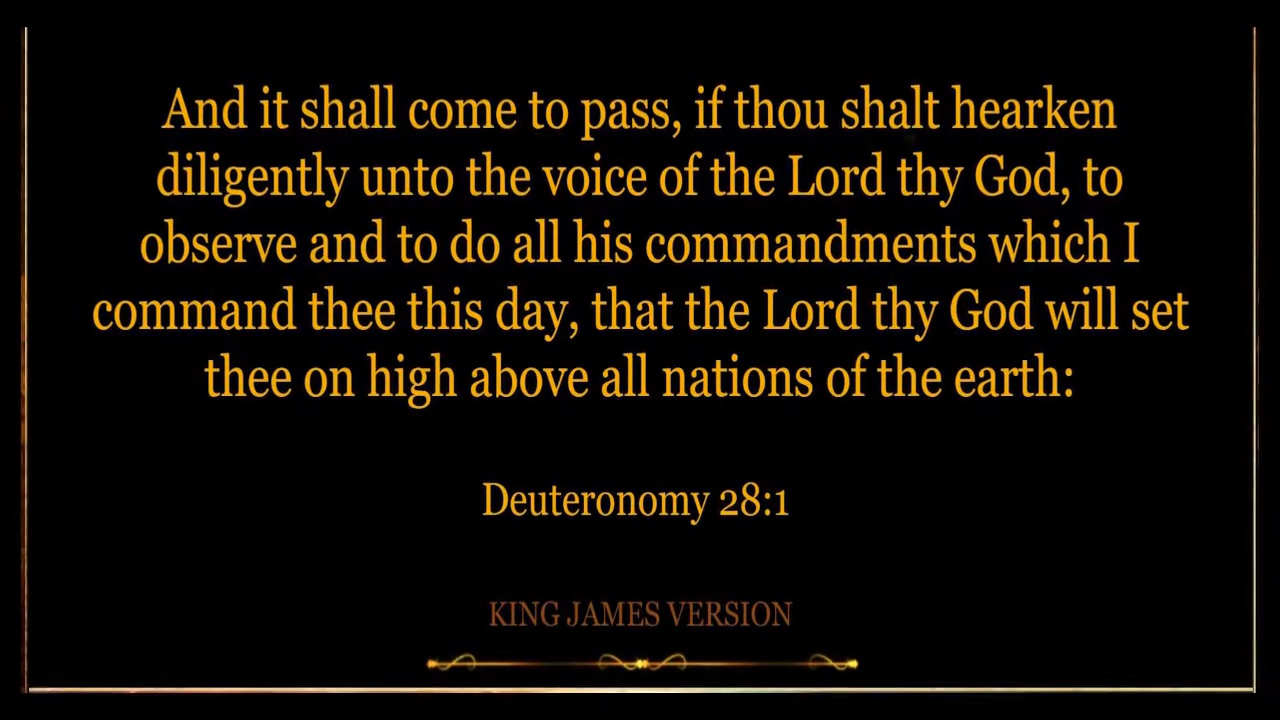 And it shall come to pass, if thou shalt hearken
diligently unto the voice of the Lord thy God, to
observe and to do all his commandments which I
command thee this day, that the Lord thy God will set
thee on high above all nations of the earth:
Deuteronomy 28:1
KING JAMES VERSION